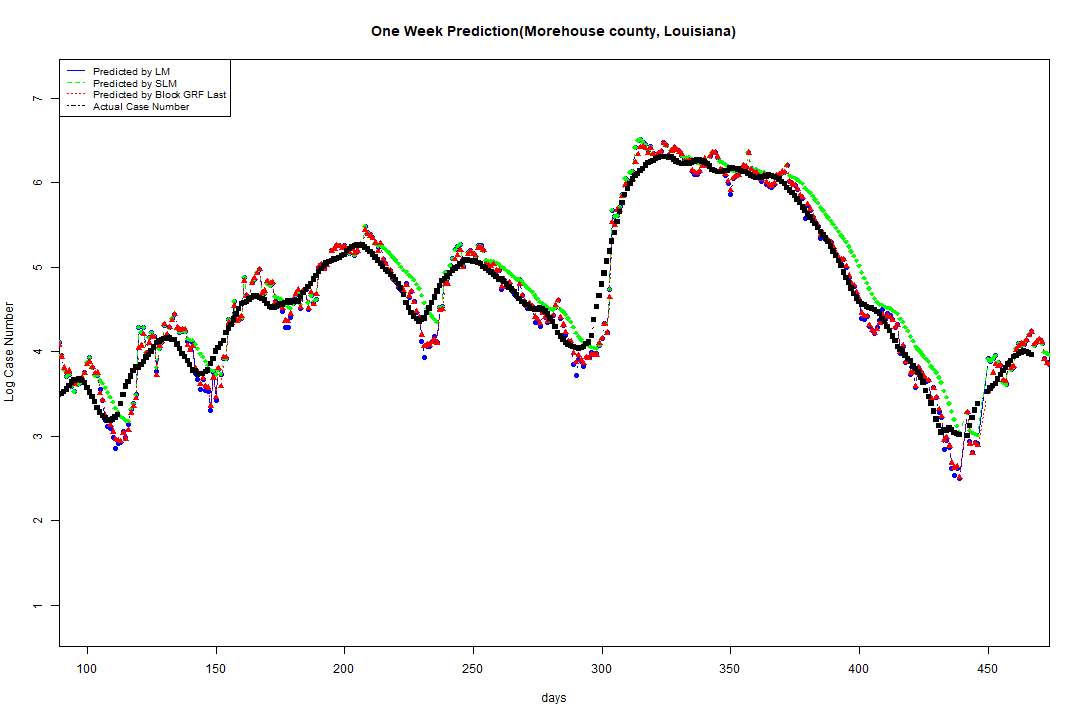 One Week Prediction(Morehouse county, Louisiana)
Predicted by LM
Predicted by SLM
Predicted by Block GRF Last
Actual Case Number
7
6
5
4
3
2
1
Log Case Number
100 150 200 250 300 350 400 450
days